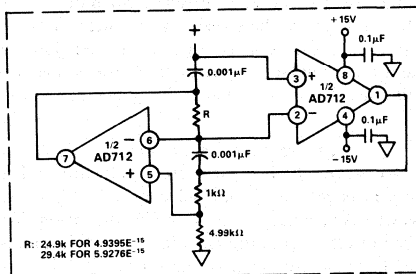 +
+15V
0.1µF
0.001µF
3
+
8
1/2
AD712
1
R
2
−
4
1/2
AD712
−
6
7
+
5
0.001µF
0.1µF
−15V
1kΩ
4.99kΩ
R: 24.9k FOR 4.9395E-15
29.4k FOR 5.9276E-15